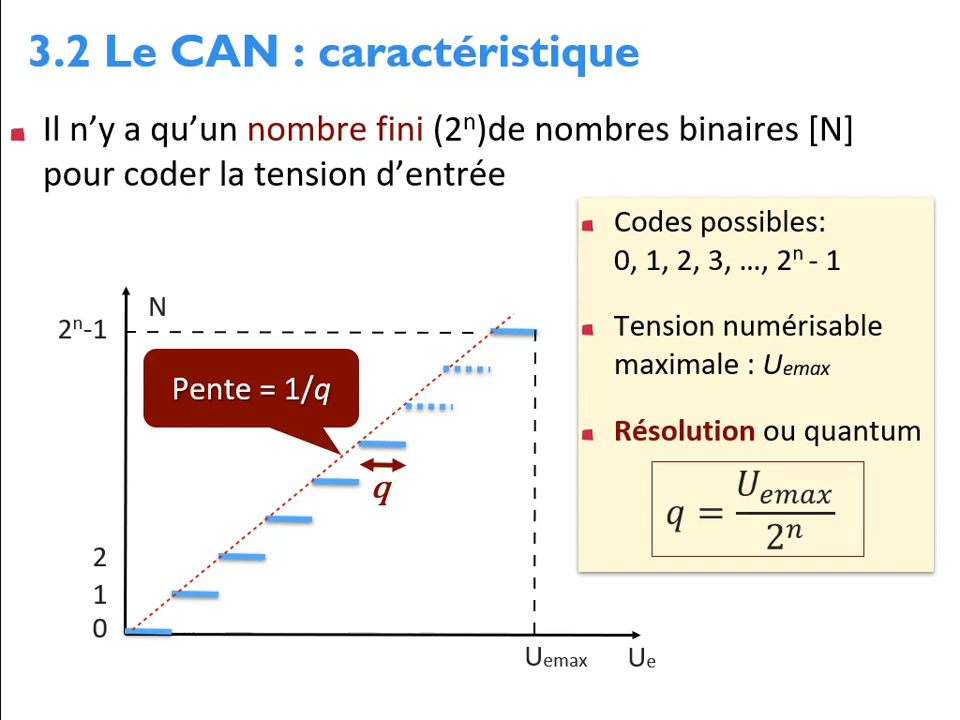 3.2 Le CAN : caractéristique
Il n’y a qu’un nombre fini (2ⁿ)de nombres binaires [N]
pour coder la tension d’entrée
Codes possibles:
0, 1, 2, 3, …, 2ⁿ - 1
Tension numérisable
maximale : Uemax
Résolution ou quantum
q = Uemax / 2ⁿ
N
2ⁿ-1
Pente = 1/q
q
2
1
0
Uemax
Ue